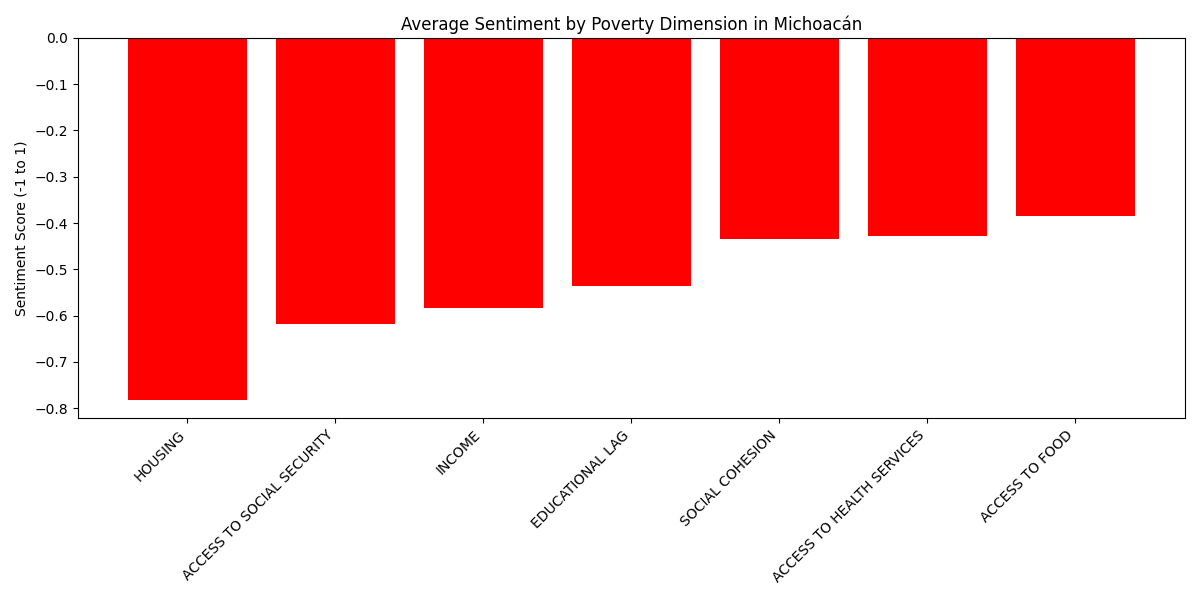 Average Sentiment by Poverty Dimension in Michoacán
Sentiment Score (-1 to 1)
0.0
−0.1
−0.2
−0.3
−0.4
−0.5
−0.6
−0.7
−0.8
HOUSING
ACCESS TO SOCIAL SECURITY
INCOME
EDUCATIONAL LAG
SOCIAL COHESION
ACCESS TO HEALTH SERVICES
ACCESS TO FOOD